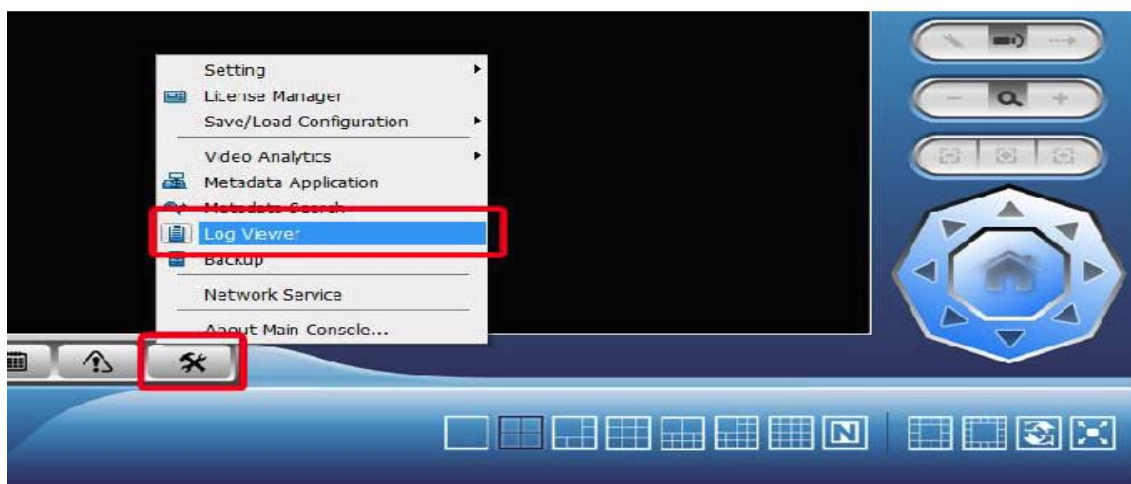 Setting
License Manager
Save/Load Configuration
Video Analytics
Metadata Application
Metadata Search
Log Viewer
Backup
Network Service
About Main Console...
N